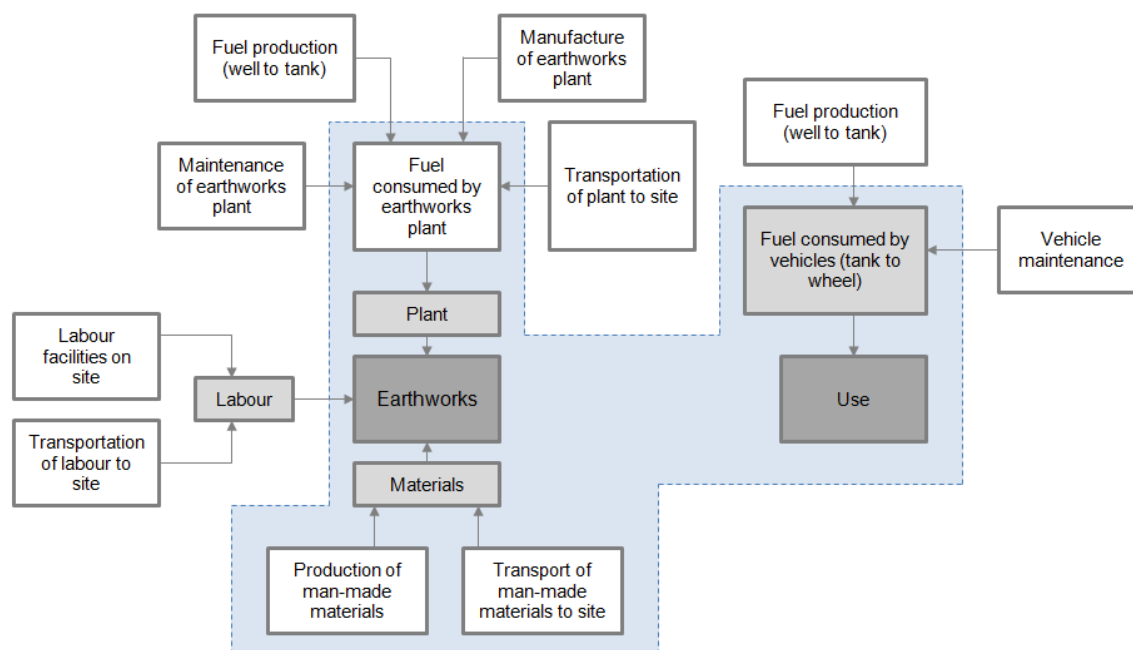 Fuel production
(well to tank)
Manufacture
of earthworks
plant
Fuel production
(well to tank)
Maintenance
of earthworks
plant
Fuel
consumed by
earthworks
plant
Transportation
of plant to site
Fuel consumed by
vehicles (tank to
wheel)
Vehicle
maintenance
Plant
Labour
facilities on
site
Labour
Earthworks
Use
Transportation
of labour to
site
Materials
Production of
man-made
materials
Transport of
man-made
materials to site